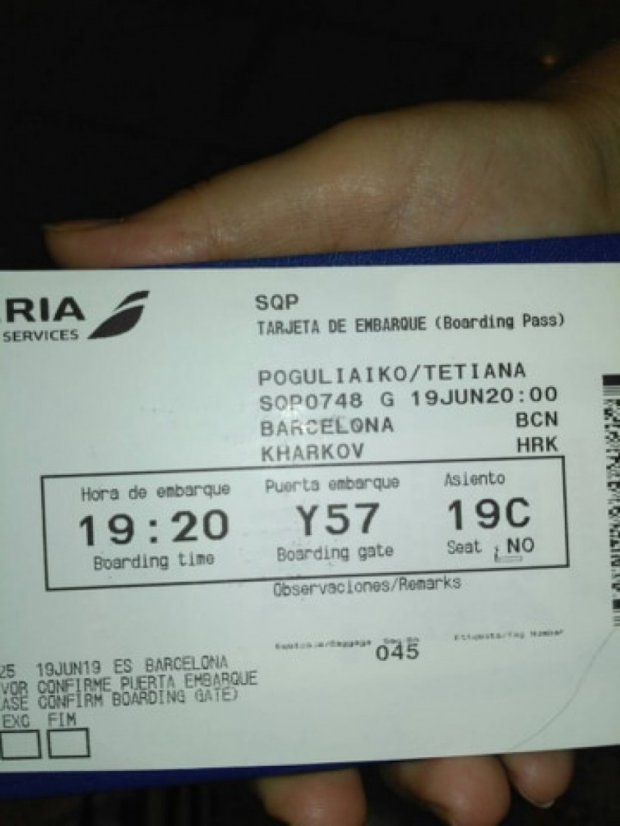 RIA
SERVICES
SQP
TARJETA DE EMBARQUE (Boarding Pass)
POGULIAIKO/TETIANA
SQP0748 G 19JUN20:00
BARCELONA BCN
KHARKOV HRK
Hora de embarque Puerta embarque Asiento
19:20 Y57 19C
Boarding time Boarding gate Seat NO
Observaciones/Remarks
045
25 19JUN19 ES BARCELONA
VOR CONFIRME PUERTA EMBARQUE
ASE CONFIRM BOARDING GATE)
EXC FIM